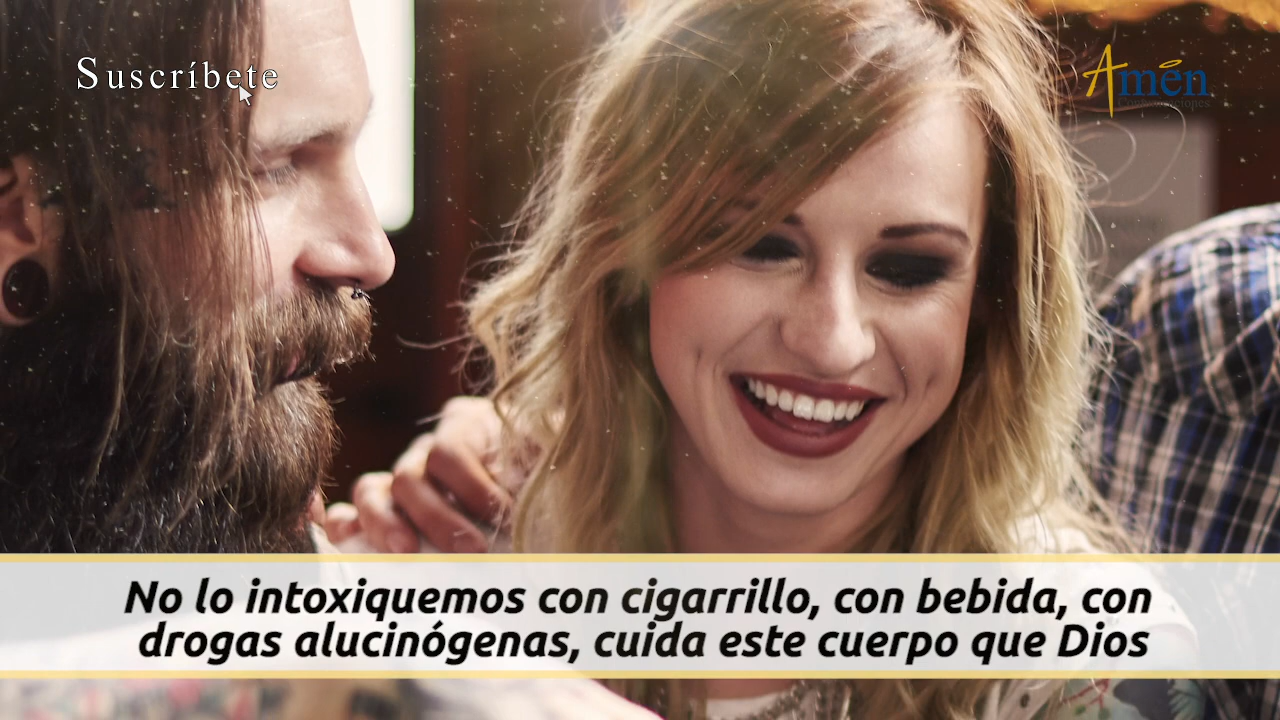 Suscríbete
Amén
No lo intoxiquemos con cigarrillo, con bebida, con
drogas alucinógenas, cuida este cuerpo que Dios